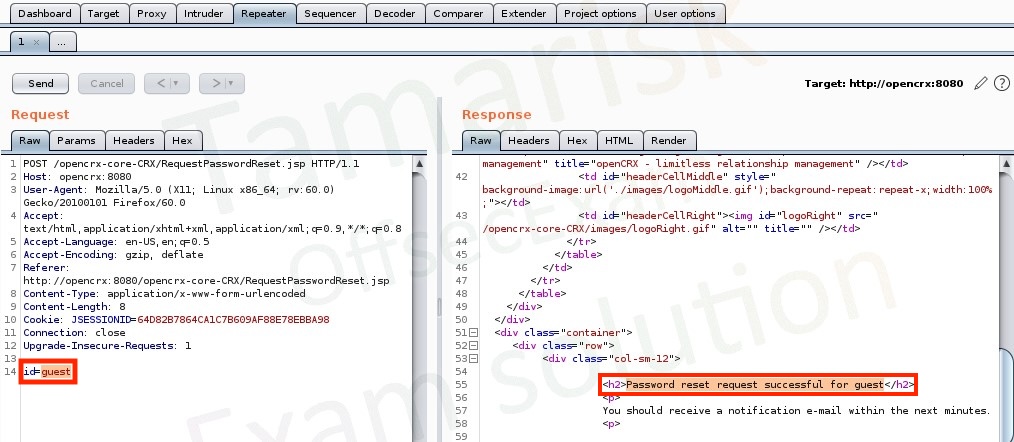 Dashboard Target Proxy Intruder Repeater Sequencer Decoder Comparer Extender Project options User options
1 × ...
Send Cancel < > Target: http://opencrx:8080
Request
Raw Params Headers Hex
1 POST /opencrx-core-CRX/RequestPasswordReset.jsp HTTP/1.1
2 Host: opencrx:8080
3 User-Agent: Mozilla/5.0 (X11; Linux x86_64; rv:60.0)
Gecko/20100101 Firefox/60.0
4 Accept:
text/html,application/xhtml+xml,application/xml;q=0.9,*/*;q=0.8
5 Accept-Language: en-US,en;q=0.5
6 Accept-Encoding: gzip, deflate
7 Referer:
http://opencrx:8080/opencrx-core-CRX/RequestPasswordReset.jsp
8 Content-Type: application/x-www-form-urlencoded
9 Content-Length: 8
10 Cookie: JSESSIONID=64D82B7864CA1C7B609AF88E78EBBA98
11 Connection: close
12 Upgrade-Insecure-Requests: 1
13
14 id=guest
Response
Raw Headers Hex HTML Render
management" title="openCRX - limitless relationship management" /></td>
42 <td id="headerCellMiddle" style="
background-image:url('./images/logoMiddle.gif');background-repeat:repeat-x;width:100%
;"></td>
43 <td id="headerCellRight"><img id="logoRight" src="
/opencrx-core-CRX/images/logoRight.gif" alt="" title="" /></td>
44 </tr>
45 </table>
46 </td>
47 </tr>
48 </table>
49 </div>
50 </div>
51 <div class="container">
52 <div class="row">
53 <div class="col-sm-12">
54
55 <h2>Password reset request successful for guest</h2>
56 <p>
57 You should receive a notification e-mail within the next minutes.
58 <p>
59
Tamarisk
OffsecExam
Exam solution